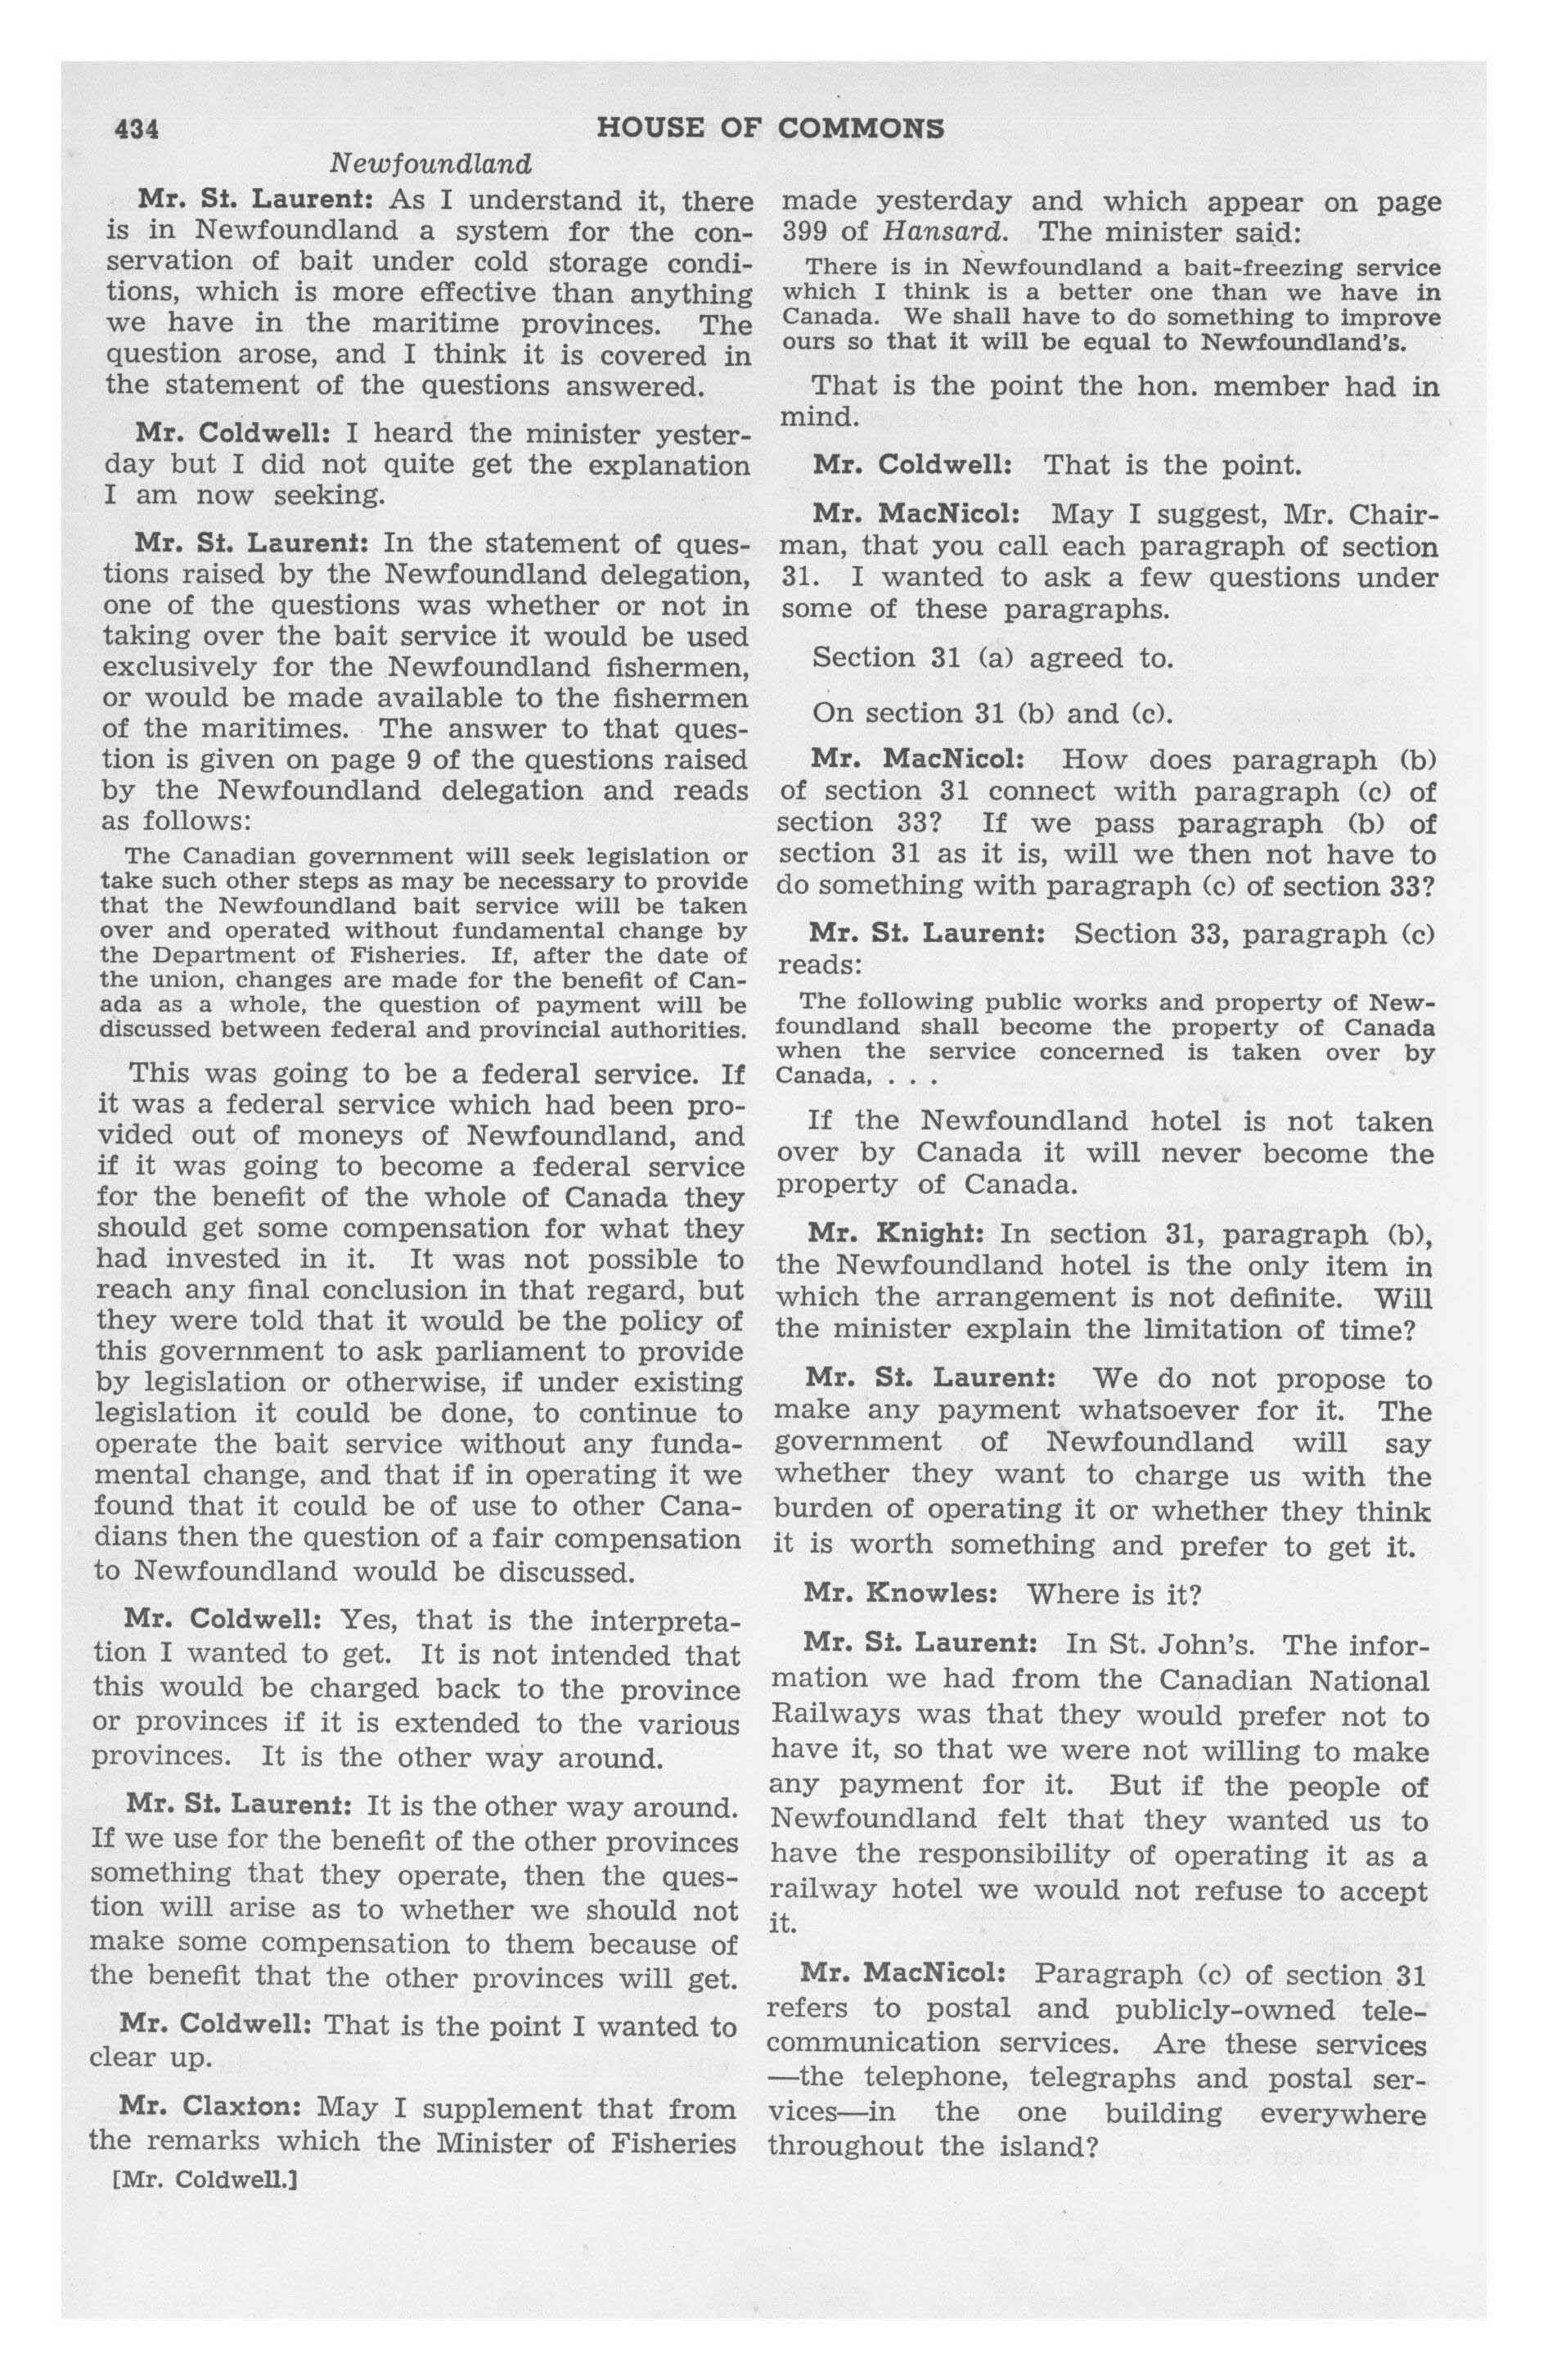 434
HOUSE OF COMMONS
Newfoundland
Mr. St. Laurent: As I understand it, there
is in Newfoundland a system for the con-
servation of bait under cold storage condi-
tions, which is more effective than anything
we have in the maritime provinces. The
question arose, and I think it is covered in
the statement of the questions answered.
Mr. Coldwell: I heard the minister yester-
day but I did not quite get the explanation
I am now seeking.
Mr. St. Laurent: In the statement of ques-
tions raised by the Newfoundland delegation,
one of the questions was whether or not in
taking over the bait service it would be used
exclusively for the Newfoundland fishermen,
or would be made available to the fishermen
of the maritimes. The answer to that ques-
tion is given on page 9 of the questions raised
by the Newfoundland delegation and reads
as follows:
The Canadian government will seek legislation or
take such other steps as may be necessary to provide
that the Newfoundland bait service will be taken
over and operated without fundamental change by
the Department of Fisheries. If, after the date of
the union, changes are made for the benefit of Can-
ada as a whole, the question of payment will be
discussed between federal and provincial authorities.
This was going to be a federal service. If
it was a federal service which had been pro-
vided out of moneys of Newfoundland, and
if it was going to become a federal service
for the benefit of the whole of Canada they
should get some compensation for what they
had invested in it. It was not possible to
reach any final conclusion in that regard, but
they were told that it would be the policy of
this government to ask parliament to provide
by legislation or otherwise, if under existing
legislation it could be done, to continue to
operate the bait service without any funda-
mental change, and that if in operating it we
found that it could be of use to other Cana-
dians then the question of a fair compensation
to Newfoundland would be discussed.
Mr. Coldwell: Yes, that is the interpreta-
tion I wanted to get. It is not intended that
this would be charged back to the province
or provinces if it is extended to the various
provinces. It is the other way around.
Mr. St. Laurent: It is the other way around.
If we use for the benefit of the other provinces
something that they operate, then the ques-
tion will arise as to whether we should not
make some compensation to them because of
the benefit that the other provinces will get.
Mr. Coldwell: That is the point I wanted to
clear up.
Mr. Claxton: May I supplement that from
the remarks which the Minister of Fisheries
[Mr. Coldwell.]
made yesterday and which appear on page
399 of Hansard. The minister said:
There is in Newfoundland a bait-freezing service
which I think is a better one than we have in
Canada. We shall have to do something to improve
ours so that it will be equal to Newfoundland's.
That is the point the hon. member had in
mind.
Mr. Coldwell: That is the point.
Mr. MacNicol: May I suggest, Mr. Chair-
man, that you call each paragraph of section
31. I wanted to ask a few questions under
some of these paragraphs.
Section 31 (a) agreed to.
On section 31 (b) and (c).
Mr. MacNicol: How does paragraph (b)
of section 31 connect with paragraph (c) of
section 33? If we pass paragraph (b) of
section 31 as it is, will we then not have to
do something with paragraph (c) of section 33?
Mr. St. Laurent: Section 33, paragraph (c)
reads:
The following public works and property of New-
foundland shall become the property of Canada
when the service concerned is taken over by
Canada, . . .
If the Newfoundland hotel is not taken
over by Canada it will never become the
property of Canada.
Mr. Knight: In section 31, paragraph (b),
the Newfoundland hotel is the only item in
which the arrangement is not definite. Will
the minister explain the limitation of time?
Mr. St. Laurent: We do not propose to
make any payment whatsoever for it. The
government of Newfoundland will say
whether they want to charge us with the
burden of operating it or whether they think
it is worth something and prefer to get it.
Mr. Knowles: Where is it?
Mr. St. Laurent: In St. John's. The infor-
mation we had from the Canadian National
Railways was that they would prefer not to
have it, so that we were not willing to make
any payment for it. But if the people of
Newfoundland felt that they wanted us to
have the responsibility of operating it as a
railway hotel we would not refuse to accept
it.
Mr. MacNicol: Paragraph (c) of section 31
refers to postal and publicly-owned tele-
communication services. Are these services
—the telephone, telegraphs and postal ser-
vices—in the one building everywhere
throughout the island?